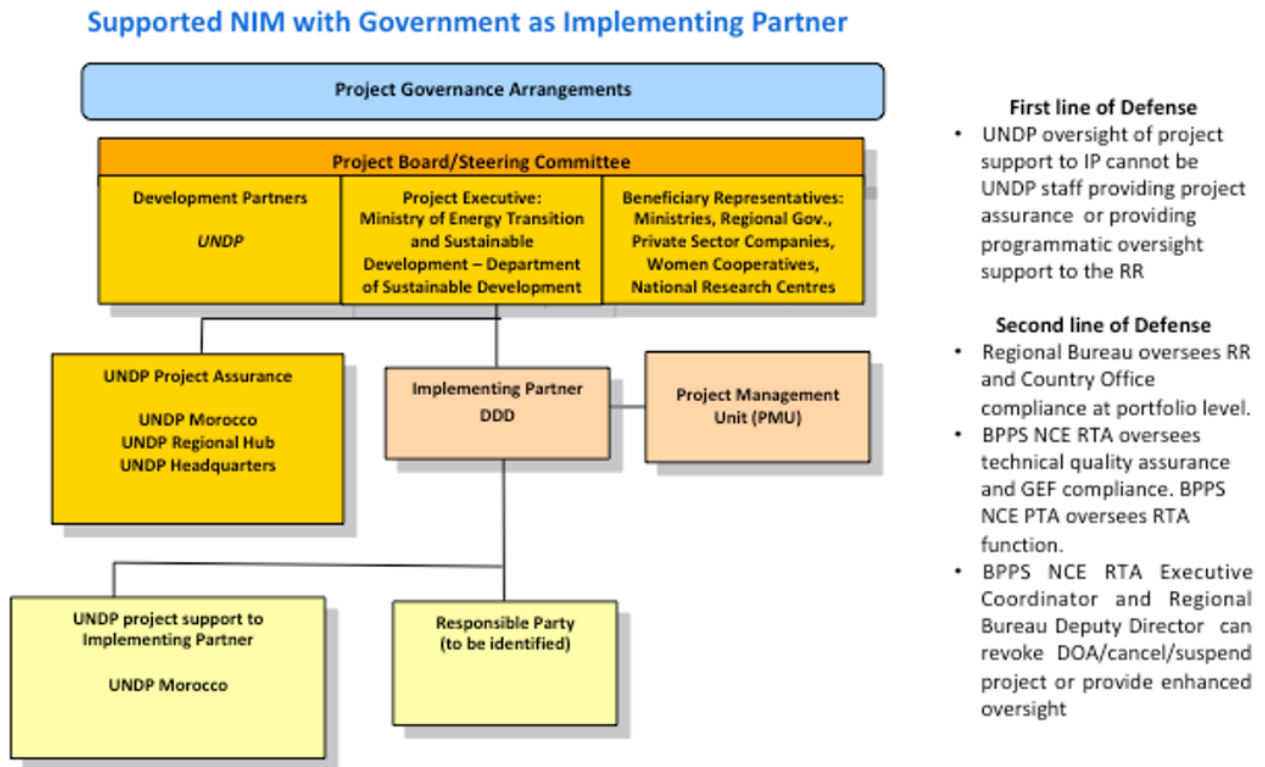 Supported NIM with Government as Implementing Partner
Project Governance Arrangements
Project Board/Steering Committee
Development Partners
UNDP
Project Executive:
Ministry of Energy Transition
and Sustainable
Development – Department
of Sustainable Development
Beneficiary Representatives:
Ministries, Regional Gov.,
Private Sector Companies,
Women Cooperatives,
National Research Centres
UNDP Project Assurance
UNDP Morocco
UNDP Regional Hub
UNDP Headquarters
Implementing Partner
DDD
Project Management
Unit (PMU)
UNDP project support to
Implementing Partner
UNDP Morocco
Responsible Party
(to be identified)
First line of Defense
• UNDP oversight of project
support to IP cannot be
UNDP staff providing project
assurance or providing
programmatic oversight
support to the RR
Second line of Defense
• Regional Bureau oversees RR
and Country Office
compliance at portfolio level.
• BPPS NCE RTA oversees
technical quality assurance
and GEF compliance. BPPS
NCE PTA oversees RTA
function.
• BPPS NCE RTA Executive
Coordinator and Regional
Bureau Deputy Director can
revoke DOA/cancel/suspend
project or provide enhanced
oversight